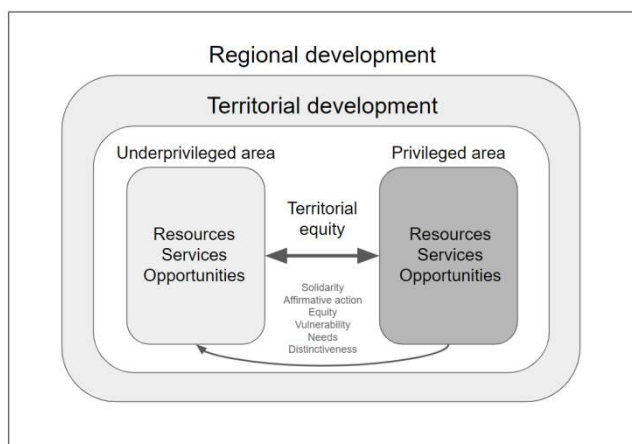 Regional development
Territorial development
Underprivileged area
Privileged area
Resources
Services
Opportunities
Territorial
equity
Resources
Services
Opportunities
Solidarity
Affirmative action
Equity
Vulnerability
Needs
Distinctiveness